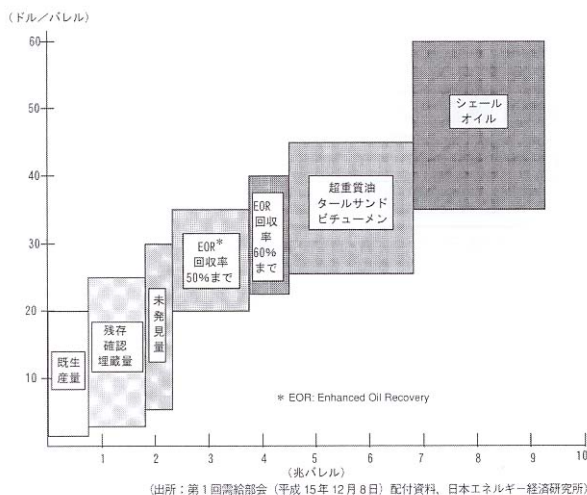 (ドル／バレル)
60
50
40
30
20
10
既生
産量
残存
確認
埋蔵量
未
発
見
量
EOR*
回収率
50%まで
EOR
回収
率
60%
まで
超重質油
タールサンド
ビチューメン
シェール
オイル
* EOR: Enhanced Oil Recovery
1 2 3 4 5 6 7 8 9 10
(兆バレル)
(出所：第1回需給部会（平成15年12月8日）配付資料、日本エネルギー経済研究所)